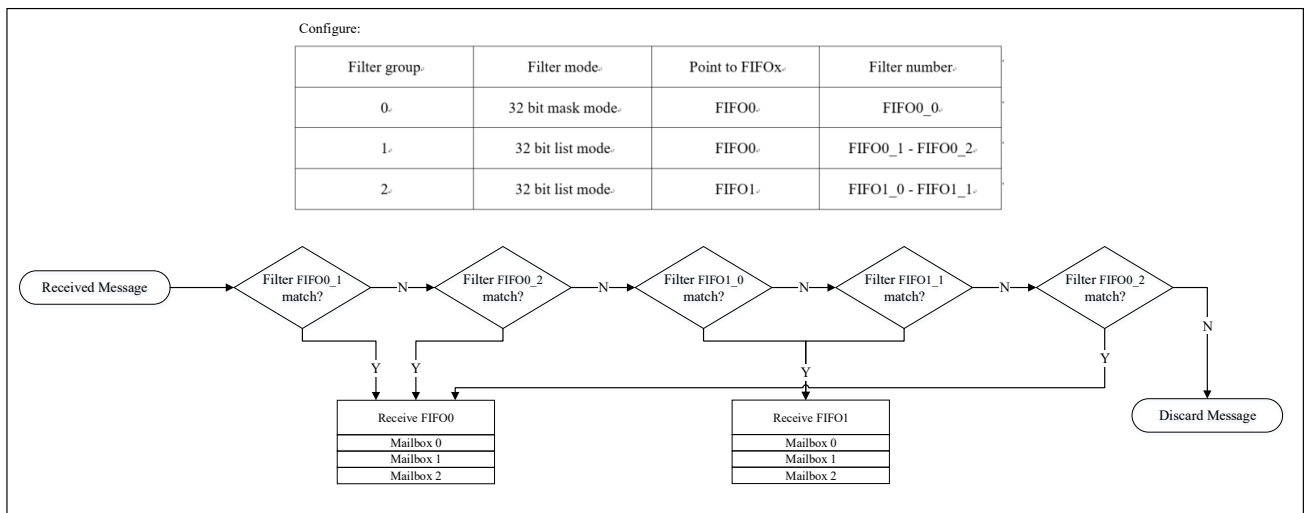 Configure:
Filter group Filter mode Point to FIFOx Filter number
0 32 bit mask mode FIFO0 FIFO0_0
1 32 bit list mode FIFO0 FIFO0_1 - FIFO0_2
2 32 bit list mode FIFO1 FIFO1_0 - FIFO1_1
Received Message
Filter FIFO0_1
match?
N
Filter FIFO0_2
match?
N
Filter FIFO1_0
match?
N
Filter FIFO1_1
match?
N
Filter FIFO0_2
match?
N
Y
Y
Y
Y
Receive FIFO0
Mailbox 0
Mailbox 1
Mailbox 2
Receive FIFO1
Mailbox 0
Mailbox 1
Mailbox 2
Discard Message